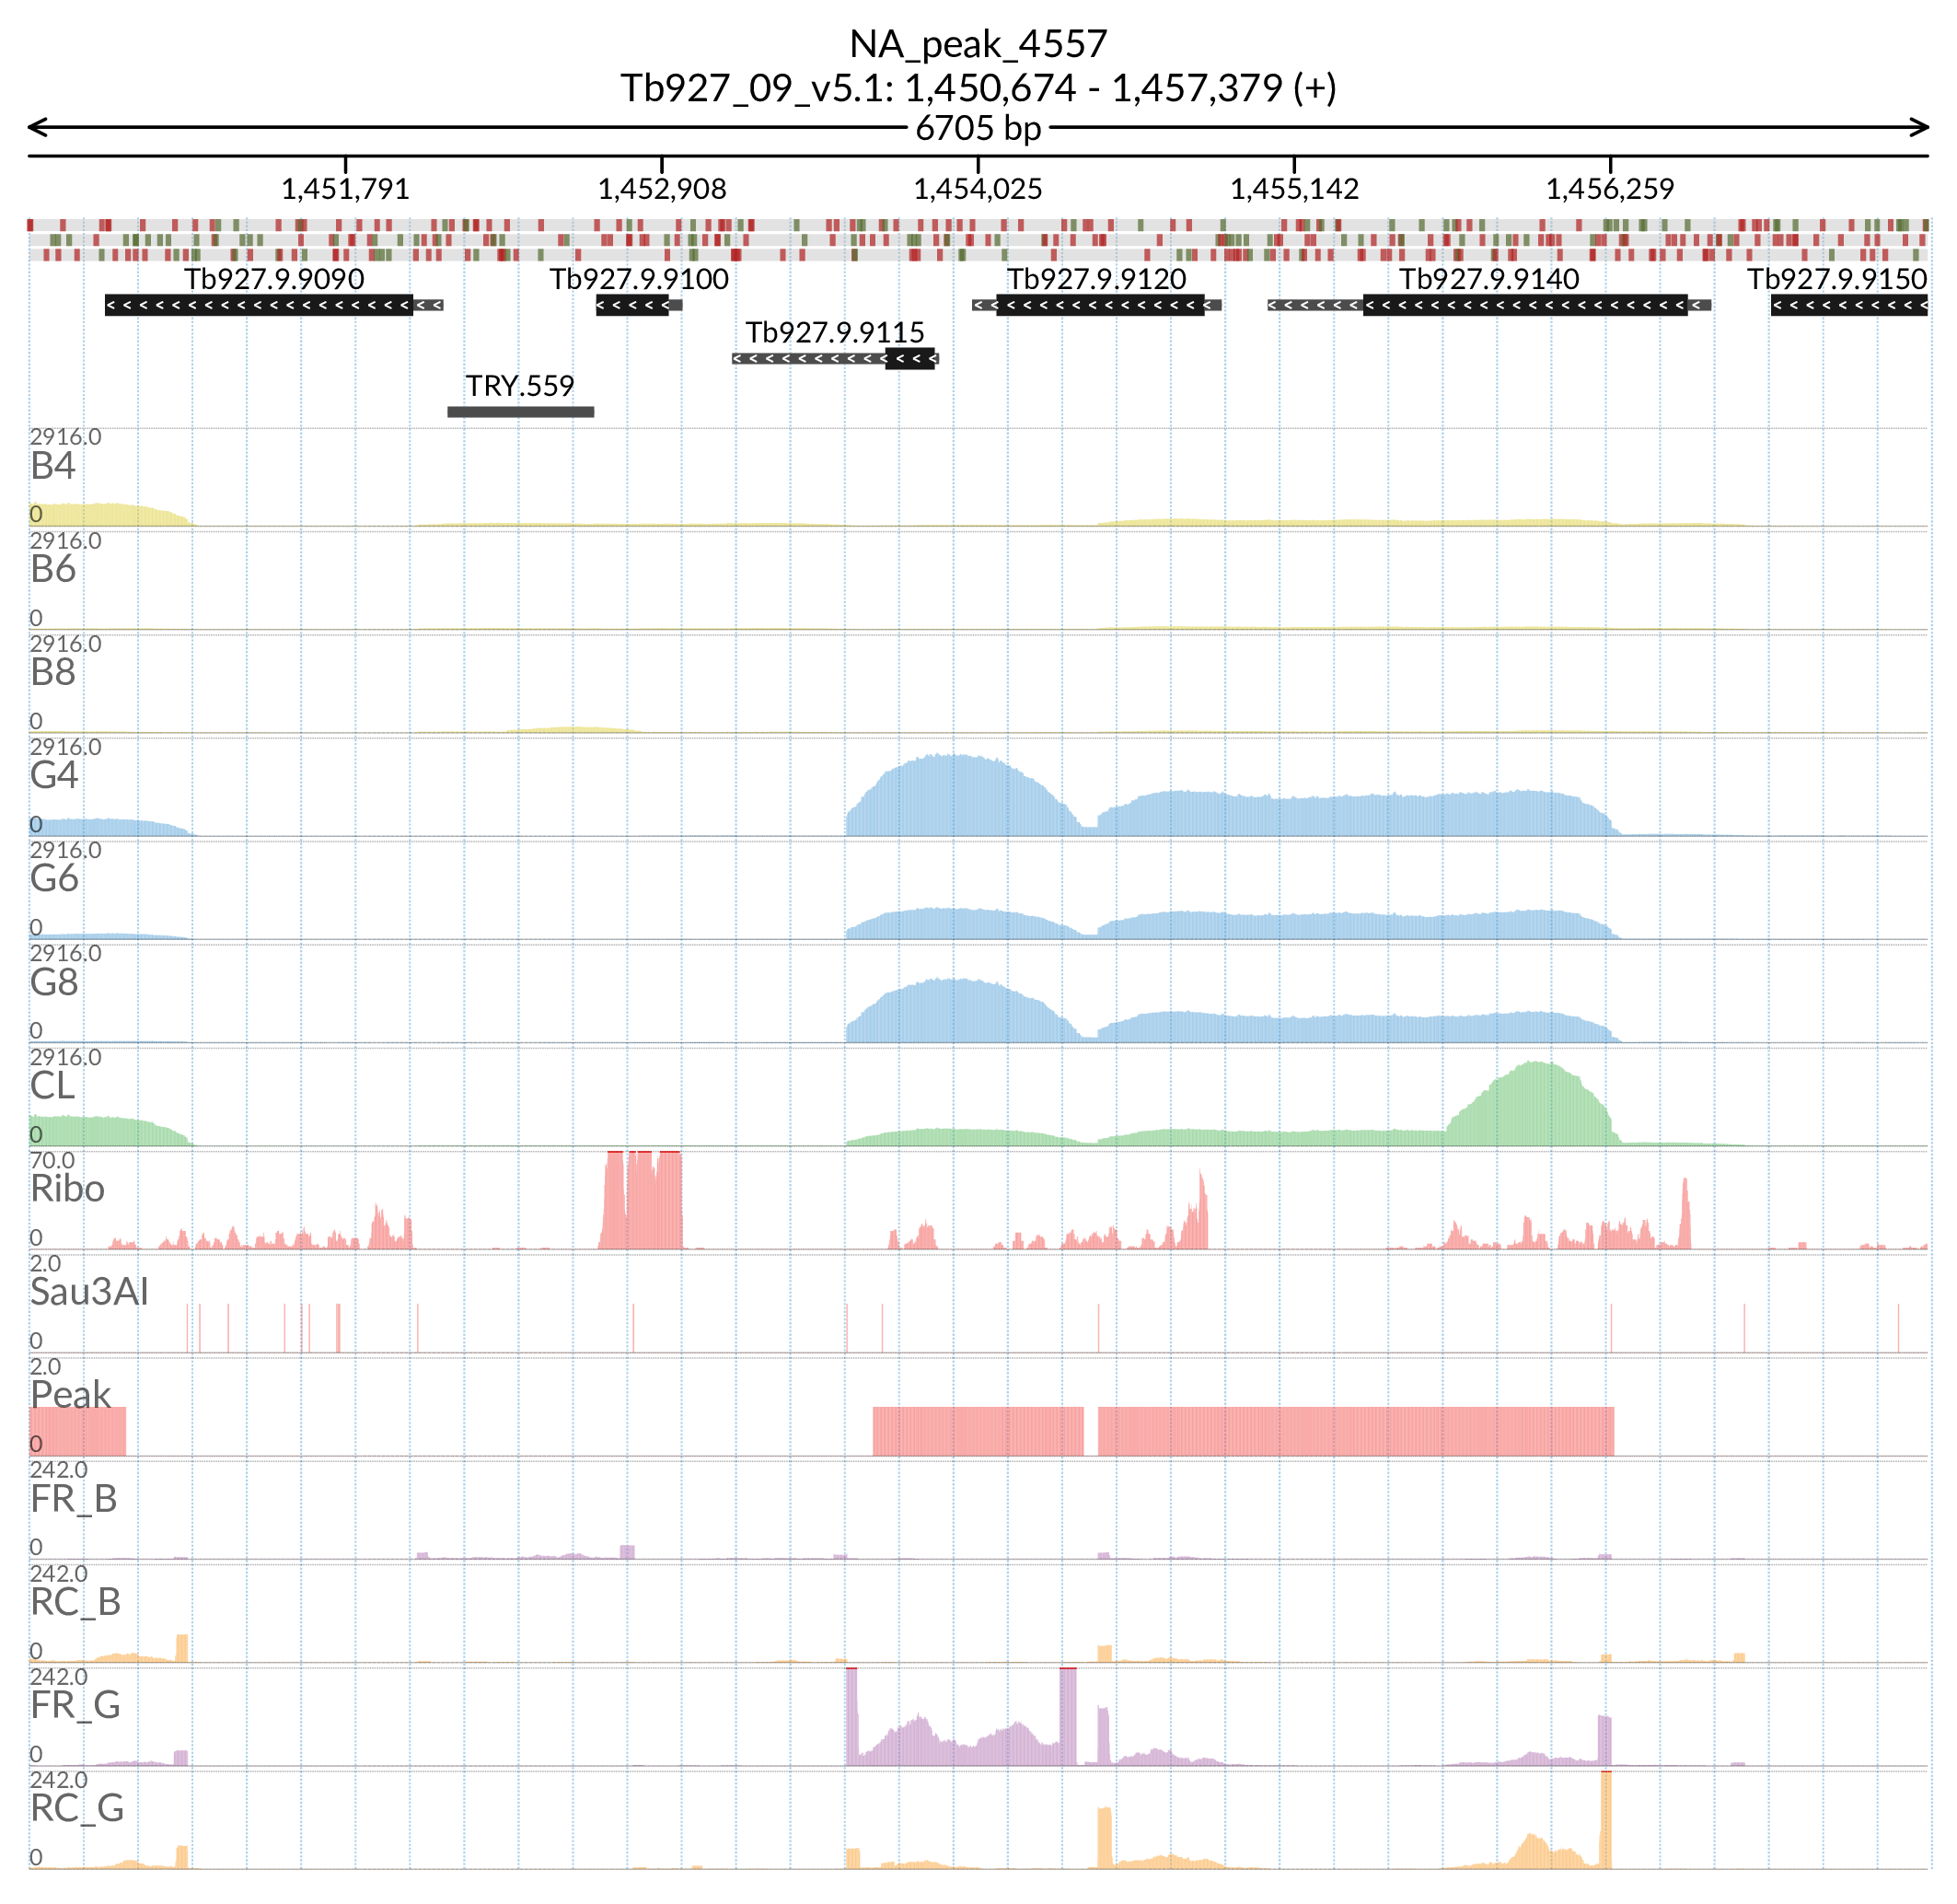 NA_peak_4557
Tb927_09_v5.1: 1,450,674 - 1,457,379 (+)
6705 bp
1,451,791 1,452,908 1,454,025 1,455,142 1,456,259
Tb927.9.9090 Tb927.9.9100 Tb927.9.9120 Tb927.9.9140 Tb927.9.9150
Tb927.9.9115
TRY.559
2916.0
B4
0
2916.0
B6
0
2916.0
B8
0
2916.0
G4
0
2916.0
G6
0
2916.0
G8
0
2916.0
CL
0
70.0
Ribo
0
2.0
Sau3AI
0
2.0
Peak
0
242.0
FR_B
0
242.0
RC_B
0
242.0
FR_G
0
242.0
RC_G
0